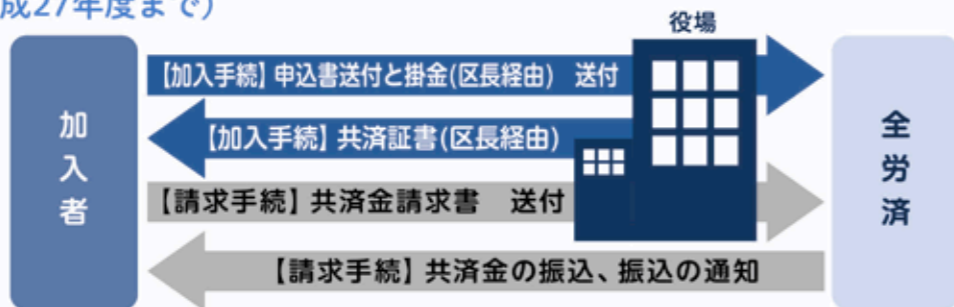 成27年度まで）
役場
加入者
【加入手続】申込書送付と掛金(区長経由)　送付
【加入手続】共済証書(区長経由)
【請求手続】共済金請求書　送付
【請求手続】共済金の振込、振込の通知
全労済